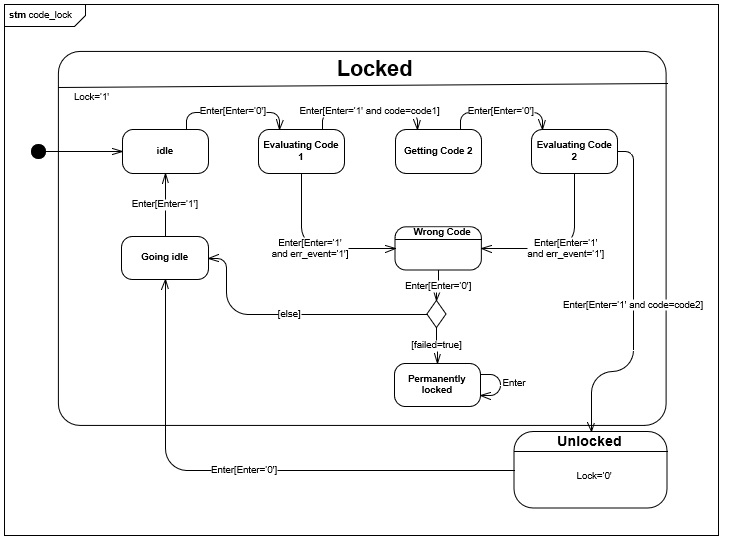 stm code_lock
Locked
Lock='1'
Enter[Enter='0']
Enter[Enter='1' and code=code1]
Enter[Enter='0']
idle
Evaluating Code
1
Getting Code 2
Evaluating Code
2
Enter[Enter='1']
Wrong Code
Going idle
Enter[Enter='1'
and err_event='1']
Enter[Enter='1'
and err_event='1']
Enter[Enter='0']
Enter[Enter='1' and code=code2]
[else]
[failed=true]
Permanently
locked
Enter
Unlocked
Enter[Enter='0']
Lock='0'